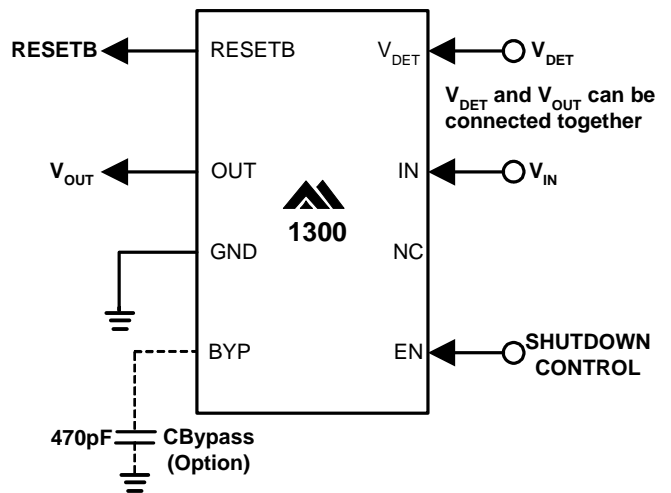 RESETB RESETB V_DET V_DET
V_DET and V_OUT can be
connected together
V_OUT OUT IN V_IN
1300
GND NC
BYP EN SHUTDOWN
CONTROL
470pF CBypass
(Option)